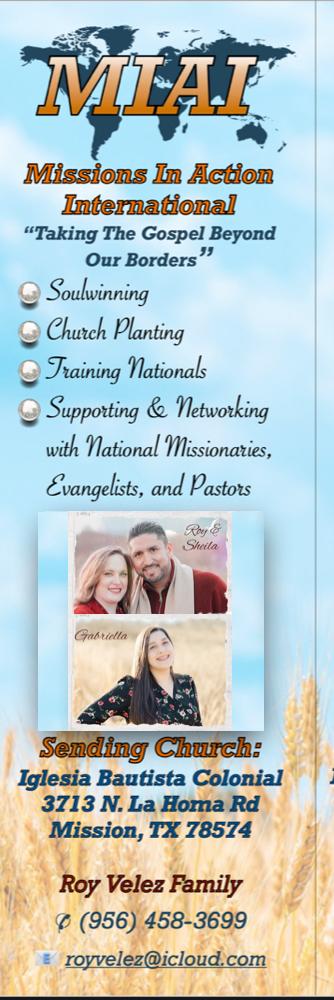 MIAI
Missions In Action
International
“Taking The Gospel Beyond
Our Borders”
Soulwinning
Church Planting
Training Nationals
Supporting & Networking
with National Missionaries,
Evangelists, and Pastors
Roy &
Sheila
Gabriella
Sending Church:
Iglesia Bautista Colonial
3713 N. La Homa Rd
Mission, TX 78574
Roy Velez Family
✆ (956) 458-3699
📧 royvelez@icloud.com